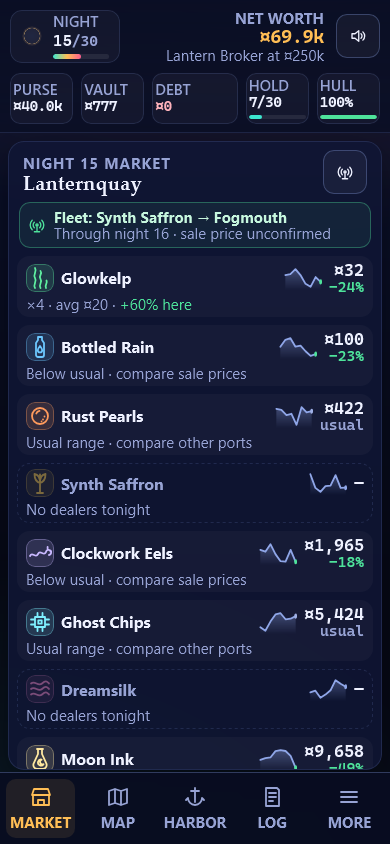 NIGHT
15/30
NET WORTH
¤69.9k
Lantern Broker at ¤250k
PURSE
¤40.0k
VAULT
¤777
DEBT
¤0
HOLD
7/30
HULL
100%
NIGHT 15 MARKET
Lanternquay
Fleet: Synth Saffron → Fogmouth
Through night 16 · sale price unconfirmed
Glowkelp
¤32
−24%
×4 · avg ¤20 · +60% here
Bottled Rain
¤100
−23%
Below usual · compare sale prices
Rust Pearls
¤422
usual
Usual range · compare other ports
Synth Saffron
—
No dealers tonight
Clockwork Eels
¤1,965
−18%
Below usual · compare sale prices
Ghost Chips
¤5,424
usual
Usual range · compare other ports
Dreamsilk
—
No dealers tonight
Moon Ink
¤9,658
MARKET
MAP
HARBOR
LOG
MORE